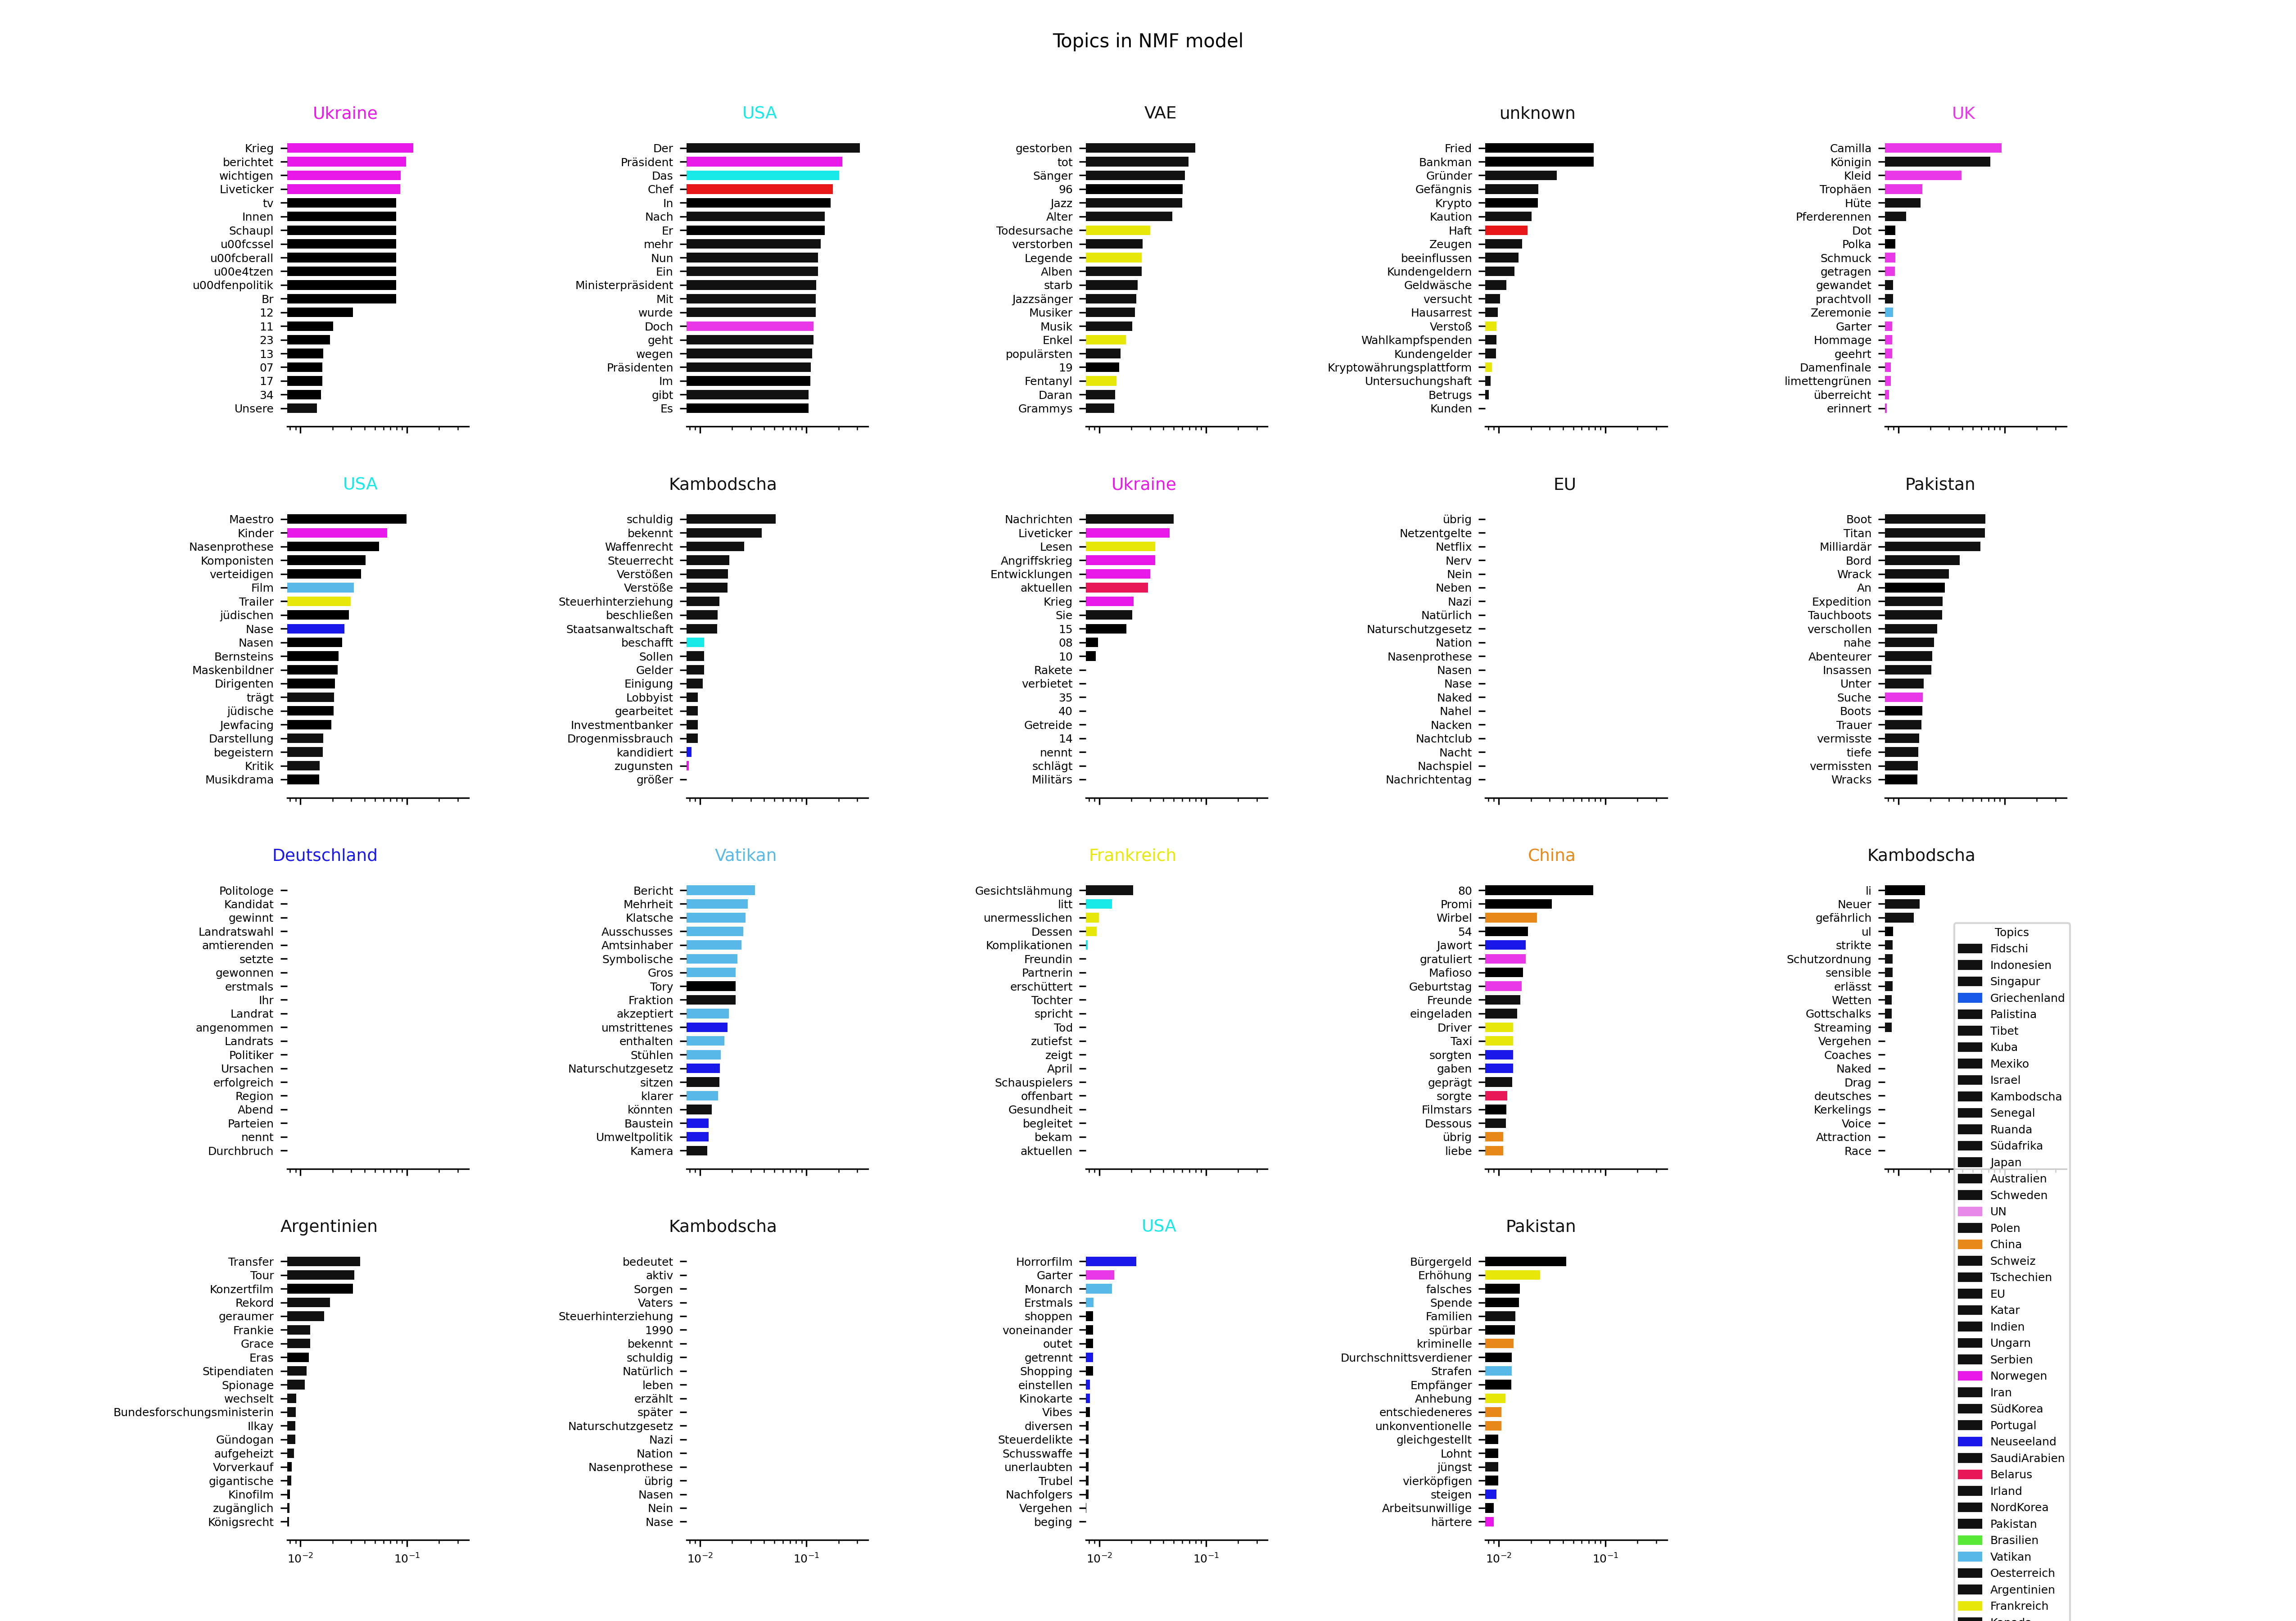 Topics in NMF model
Ukraine
Krieg
berichtet
wichtigen
Liveticker
tv
Innen
Schaupl
u00fcssel
u00fcberall
u00e4tzen
u00dfenpolitik
Br
12
11
23
13
07
17
34
Unsere
USA
Der
Präsident
Das
Chef
In
Nach
Er
mehr
Nun
Ein
Ministerpräsident
Mit
wurde
Doch
geht
wegen
Präsidenten
Im
gibt
Es
VAE
gestorben
tot
Sänger
96
Jazz
Alter
Todesursache
verstorben
Legende
Alben
starb
Jazzsänger
Musiker
Musik
Enkel
populärsten
19
Fentanyl
Daran
Grammys
unknown
Fried
Bankman
Gründer
Gefängnis
Krypto
Kaution
Haft
Zeugen
beeinflussen
Kundengeldern
Geldwäsche
versucht
Hausarrest
Verstoß
Wahlkampfspenden
Kundengelder
Kryptowährungsplattform
Untersuchungshaft
Betrugs
Kunden
UK
Camilla
Königin
Kleid
Trophäen
Hüte
Pferderennen
Dot
Polka
Schmuck
getragen
gewandet
prachtvoll
Zeremonie
Garter
Hommage
geehrt
Damenfinale
limettengrünen
überreicht
erinnert
USA
Maestro
Kinder
Nasenprothese
Komponisten
verteidigen
Film
Trailer
jüdischen
Nase
Nasen
Bernsteins
Maskenbildner
Dirigenten
trägt
jüdische
Jewfacing
Darstellung
begeistern
Kritik
Musikdrama
Kambodscha
schuldig
bekennt
Waffenrecht
Steuerrecht
Verstößen
Verstöße
Steuerhinterziehung
beschließen
Staatsanwaltschaft
beschafft
Sollen
Gelder
Einigung
Lobbyist
gearbeitet
Investmentbanker
Drogenmissbrauch
kandidiert
zugunsten
größer
Ukraine
Nachrichten
Liveticker
Lesen
Angriffskrieg
Entwicklungen
aktuellen
Krieg
Sie
15
08
10
Rakete
verbietet
35
40
Getreide
14
nennt
schlägt
Militärs
EU
übrig
Netzentgelte
Netflix
Nerv
Nein
Neben
Nazi
Natürlich
Naturschutzgesetz
Nation
Nasenprothese
Nasen
Nase
Naked
Nahel
Nacken
Nachtclub
Nacht
Nachspiel
Nachrichtentag
Pakistan
Boot
Titan
Milliardär
Bord
Wrack
An
Expedition
Tauchboots
verschollen
nahe
Abenteurer
Insassen
Unter
Suche
Boots
Trauer
vermisste
tiefe
vermissten
Wracks
Deutschland
Politologe
Kandidat
gewinnt
Landratswahl
amtierenden
setzte
gewonnen
erstmals
Ihr
Landrat
angenommen
Landrats
Politiker
Ursachen
erfolgreich
Region
Abend
Parteien
nennt
Durchbruch
Vatikan
Bericht
Mehrheit
Klatsche
Ausschusses
Amtsinhaber
Symbolische
Gros
Tory
Fraktion
akzeptiert
umstrittenes
enthalten
Stühlen
Naturschutzgesetz
sitzen
klarer
könnten
Baustein
Umweltpolitik
Kamera
Frankreich
Gesichtslähmung
litt
unermesslichen
Dessen
Komplikationen
Freundin
Partnerin
erschüttert
Tochter
spricht
Tod
zutiefst
zeigt
April
Schauspielers
offenbart
Gesundheit
begleitet
bekam
aktuellen
China
80
Promi
Wirbel
54
Jawort
gratuliert
Mafioso
Geburtstag
Freunde
eingeladen
Driver
Taxi
sorgten
gaben
geprägt
sorgte
Filmstars
Dessous
übrig
liebe
Kambodscha
li
Neuer
gefährlich
ul
strikte
Schutzordnung
sensible
erlässt
Wetten
Gottschalks
Streaming
Vergehen
Coaches
Naked
Drag
deutsches
Kerkelings
Voice
Attraction
Race
Argentinien
Transfer
Tour
Konzertfilm
Rekord
geraumer
Frankie
Grace
Eras
Stipendiaten
Spionage
wechselt
Bundesforschungsministerin
Ilkay
Gündogan
aufgeheizt
Vorverkauf
gigantische
Kinofilm
zugänglich
Königsrecht
10⁻² 10⁻¹
Kambodscha
bedeutet
aktiv
Sorgen
Vaters
Steuerhinterziehung
1990
bekennt
schuldig
Natürlich
leben
erzählt
später
Naturschutzgesetz
Nazi
Nation
Nasenprothese
übrig
Nasen
Nein
Nase
10⁻² 10⁻¹
USA
Horrorfilm
Garter
Monarch
Erstmals
shoppen
voneinander
outet
getrennt
Shopping
einstellen
Kinokarte
Vibes
diversen
Steuerdelikte
Schusswaffe
unerlaubten
Trubel
Nachfolgers
Vergehen
beging
10⁻² 10⁻¹
Pakistan
Bürgergeld
Erhöhung
falsches
Spende
Familien
spürbar
kriminelle
Durchschnittsverdiener
Strafen
Empfänger
Anhebung
entschiedeneres
unkonventionelle
gleichgestellt
Lohnt
jüngst
vierköpfigen
steigen
Arbeitsunwillige
härtere
10⁻² 10⁻¹
Topics
Fidschi
Indonesien
Singapur
Griechenland
Palistina
Tibet
Kuba
Mexiko
Israel
Kambodscha
Senegal
Ruanda
Südafrika
Japan
Australien
Schweden
UN
Polen
China
Schweiz
Tschechien
EU
Katar
Indien
Ungarn
Serbien
Norwegen
Iran
SüdKorea
Portugal
Neuseeland
SaudiArabien
Belarus
Irland
NordKorea
Pakistan
Brasilien
Vatikan
Oesterreich
Argentinien
Frankreich